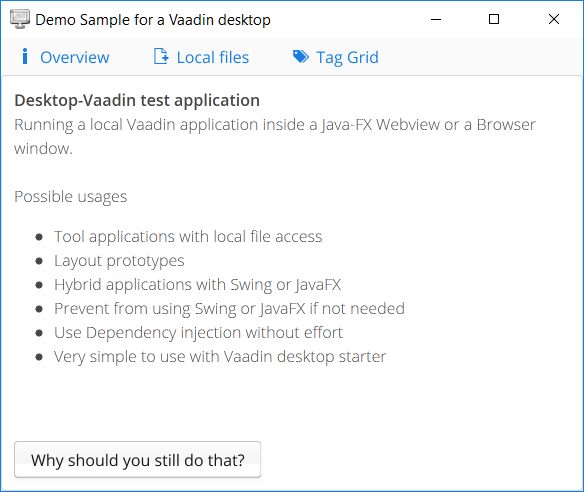 Demo Sample for a Vaadin desktop
Overview Local files Tag Grid
Desktop-Vaadin test application
Running a local Vaadin application inside a Java-FX Webview or a Browser
window.
Possible usages
Tool applications with local file access
Layout prototypes
Hybrid applications with Swing or JavaFX
Prevent from using Swing or JavaFX if not needed
Use Dependency injection without effort
Very simple to use with Vaadin desktop starter
Why should you still do that?